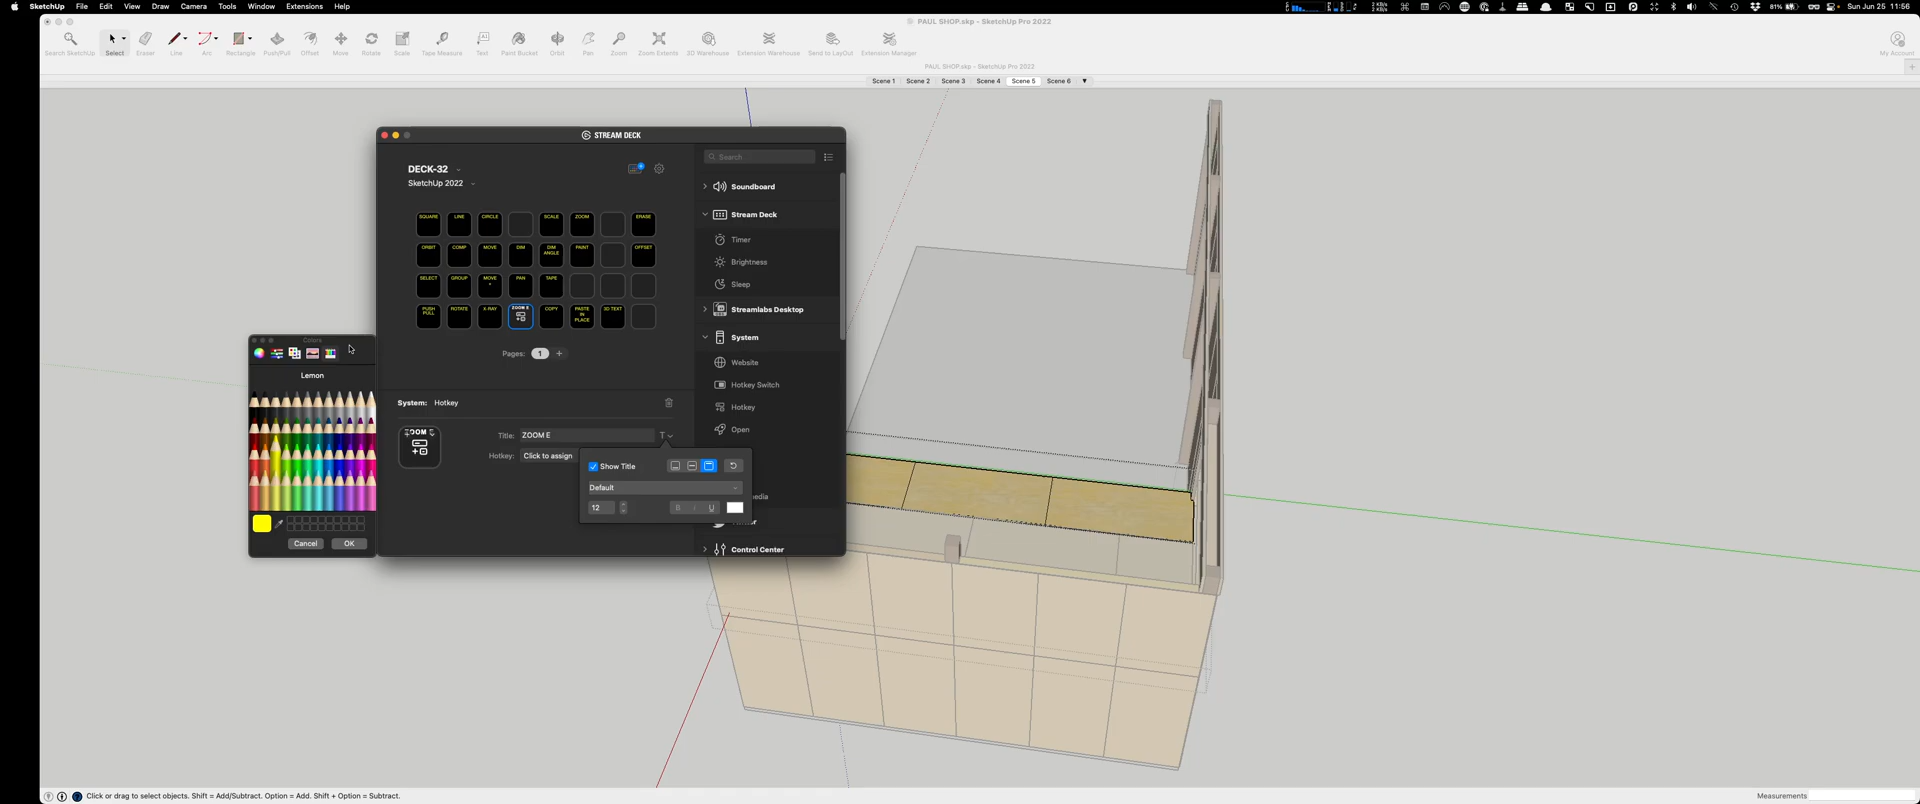 SketchUp File Edit View Draw Camera Tools Window Extensions Help
81% Sun Jun 25 11:56
PAUL SHOP.skp - SketchUp Pro 2022
Search SketchUp Select Eraser Line Arc Rectangle Push/Pull Offset Move Rotate Scale Tape Measure Text Paint Bucket Orbit Pan Zoom Zoom Extents 3D Warehouse Extension Warehouse Send to LayOut Extension Manager My Account
PAUL SHOP.skp - SketchUp Pro 2022
Scene 1 Scene 2 Scene 3 Scene 4 Scene 5 Scene 6
STREAM DECK
DECK-32
SketchUp 2022
SQUARE LINE CIRCLE SCALE ZOOM ERASE
ORBIT COMP MOVE DIM DIM ANGLE PAINT OFFSET
SELECT GROUP MOVE + PAN TAPE
PUSH PULL ROTATE X-RAY ZOOM E COPY PASTE IN PLACE 3D TEXT
Pages: 1 +
System: Hotkey
Title: ZOOM E
Hotkey: Click to assign
Show Title
Default
12 B I U
Search
Soundboard
Stream Deck
Timer
Brightness
Sleep
Streamlabs Desktop
System
Website
Hotkey Switch
Hotkey
Open
Control Center
Colors
Lemon
Cancel OK
Click or drag to select objects. Shift = Add/Subtract. Option = Add. Shift + Option = Subtract.
Measurements